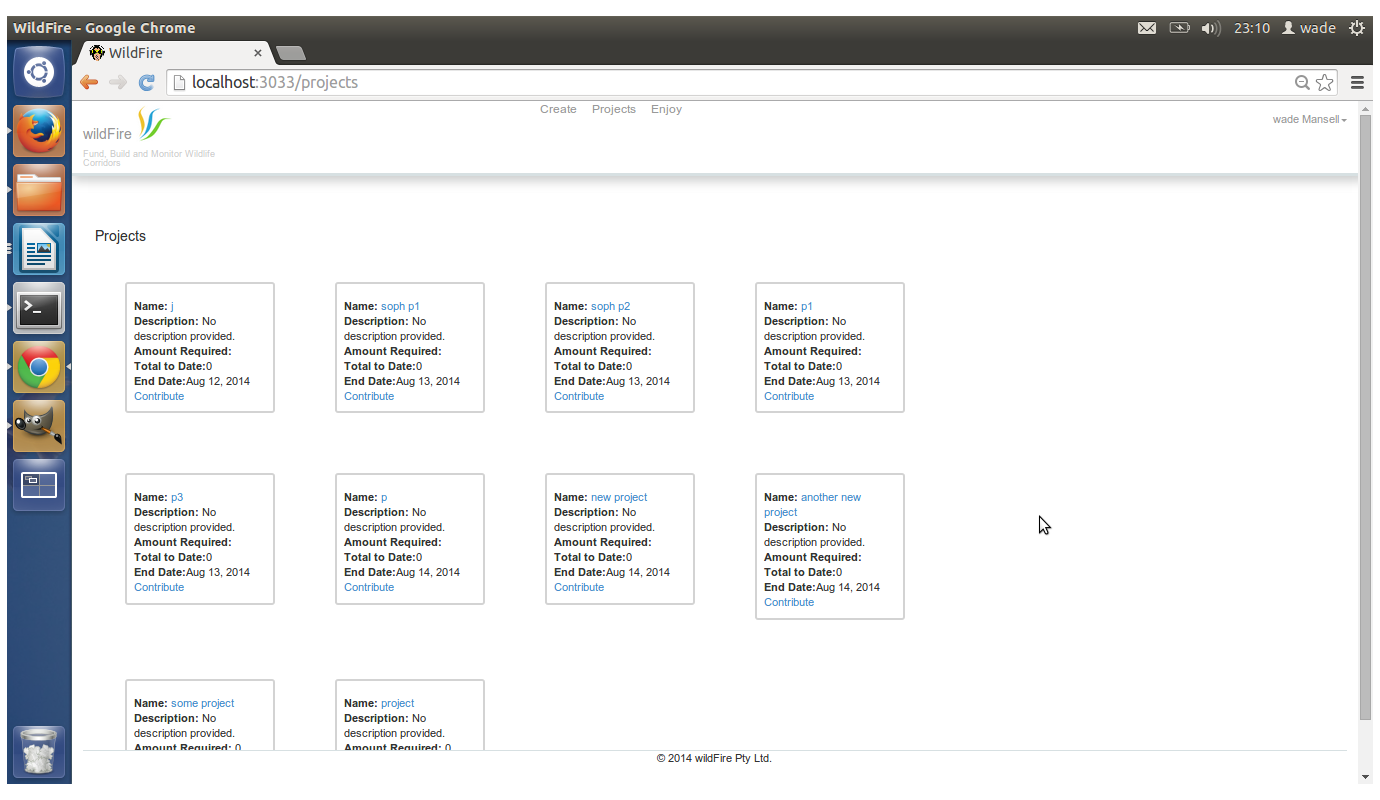 WildFire - Google Chrome
23:10 wade
WildFire
localhost:3033/projects
Create Projects Enjoy
wade Mansell
wildFire
Fund, Build and Monitor Wildlife
Corridors
Projects
Name: j
Description: No
description provided.
Amount Required:
Total to Date:0
End Date:Aug 12, 2014
Contribute
Name: soph p1
Description: No
description provided.
Amount Required:
Total to Date:0
End Date:Aug 13, 2014
Contribute
Name: soph p2
Description: No
description provided.
Amount Required:
Total to Date:0
End Date:Aug 13, 2014
Contribute
Name: p1
Description: No
description provided.
Amount Required:
Total to Date:0
End Date:Aug 13, 2014
Contribute
Name: p3
Description: No
description provided.
Amount Required:
Total to Date:0
End Date:Aug 13, 2014
Contribute
Name: p
Description: No
description provided.
Amount Required:
Total to Date:0
End Date:Aug 14, 2014
Contribute
Name: new project
Description: No
description provided.
Amount Required:
Total to Date:0
End Date:Aug 14, 2014
Contribute
Name: another new
project
Description: No
description provided.
Amount Required:
Total to Date:0
End Date:Aug 14, 2014
Contribute
Name: some project
Description: No
description provided.
Amount Required: 0
Name: project
Description: No
description provided.
Amount Required: 0
© 2014 wildFire Pty Ltd.